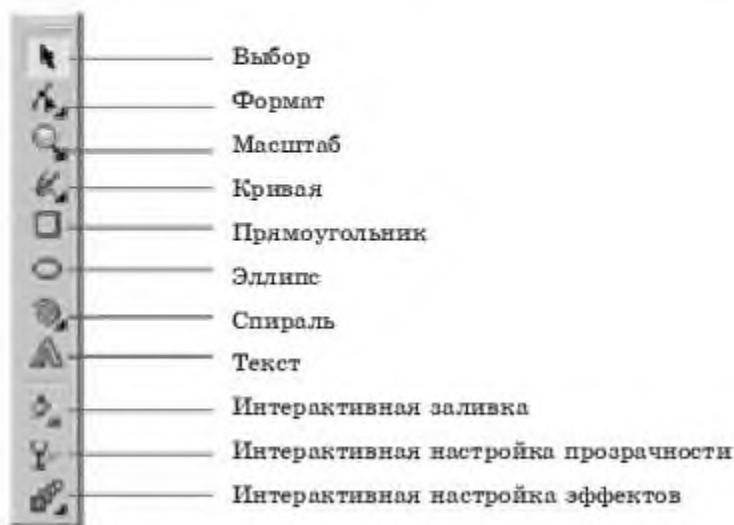 Выбор
Формат
Масштаб
Кривая
Прямоугольник
Эллипс
Спираль
Текст
Интерактивная заливка
Интерактивная настройка прозрачности
Интерактивная настройка эффектов